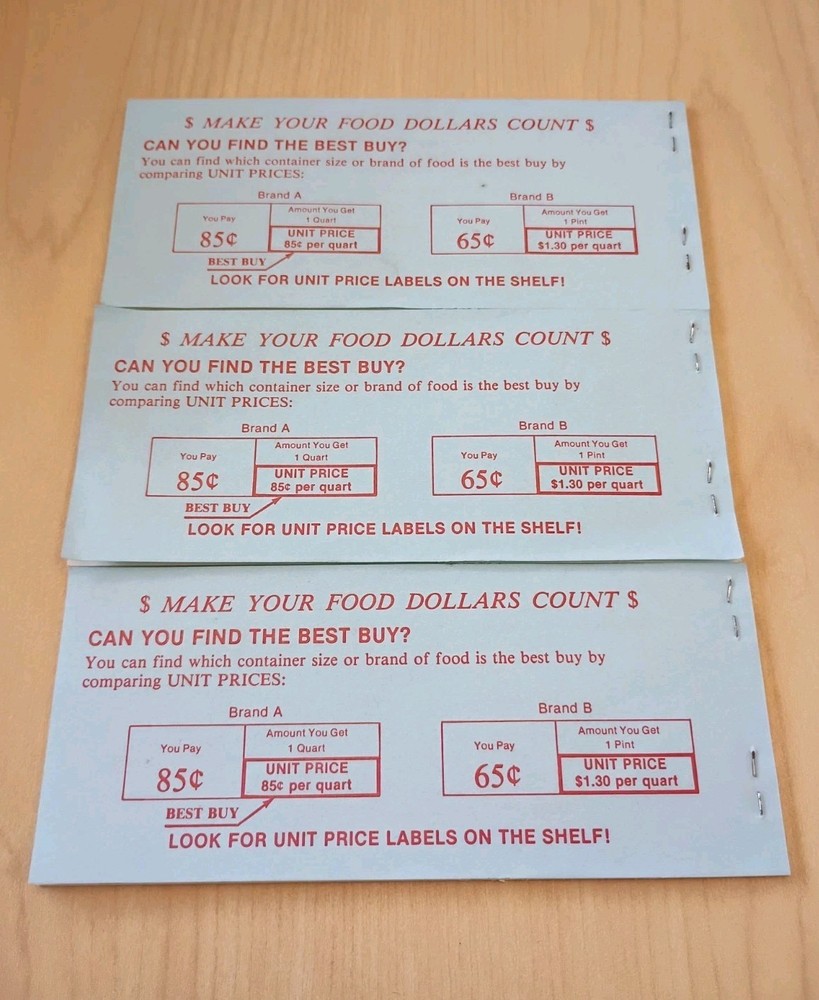 $ MAKE YOUR FOOD DOLLARS COUNT $
CAN YOU FIND THE BEST BUY?
You can find which container size or brand of food is the best buy by
comparing UNIT PRICES:
Brand A
You Pay
85¢
Amount You Get
1 Quart
UNIT PRICE
85¢ per quart
BEST BUY
Brand B
You Pay
65¢
Amount You Get
1 Pint
UNIT PRICE
$1.30 per quart
LOOK FOR UNIT PRICE LABELS ON THE SHELF!
$ MAKE YOUR FOOD DOLLARS COUNT $
CAN YOU FIND THE BEST BUY?
You can find which container size or brand of food is the best buy by
comparing UNIT PRICES:
Brand A
You Pay
85¢
Amount You Get
1 Quart
UNIT PRICE
85¢ per quart
BEST BUY
Brand B
You Pay
65¢
Amount You Get
1 Pint
UNIT PRICE
$1.30 per quart
LOOK FOR UNIT PRICE LABELS ON THE SHELF!
$ MAKE YOUR FOOD DOLLARS COUNT $
CAN YOU FIND THE BEST BUY?
You can find which container size or brand of food is the best buy by
comparing UNIT PRICES:
Brand A
You Pay
85¢
Amount You Get
1 Quart
UNIT PRICE
85¢ per quart
BEST BUY
Brand B
You Pay
65¢
Amount You Get
1 Pint
UNIT PRICE
$1.30 per quart
LOOK FOR UNIT PRICE LABELS ON THE SHELF!